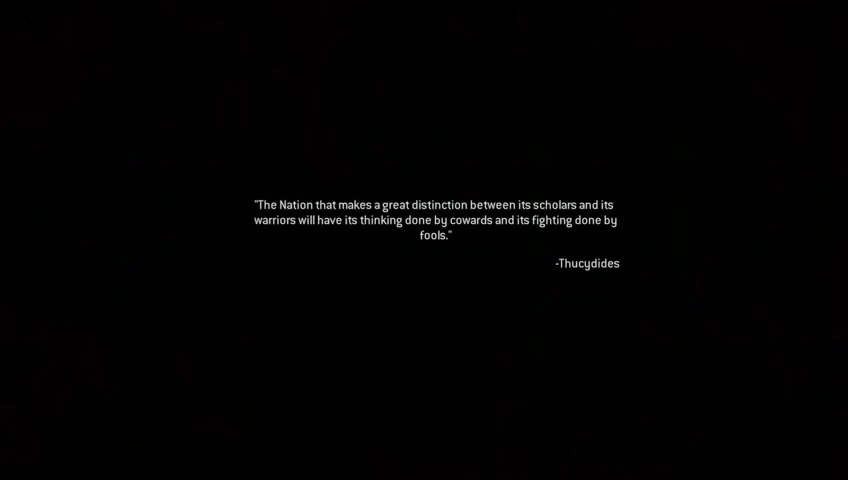 "The Nation that makes a great distinction between its scholars and its
warriors will have its thinking done by cowards and its fighting done by
fools."
-Thucydides